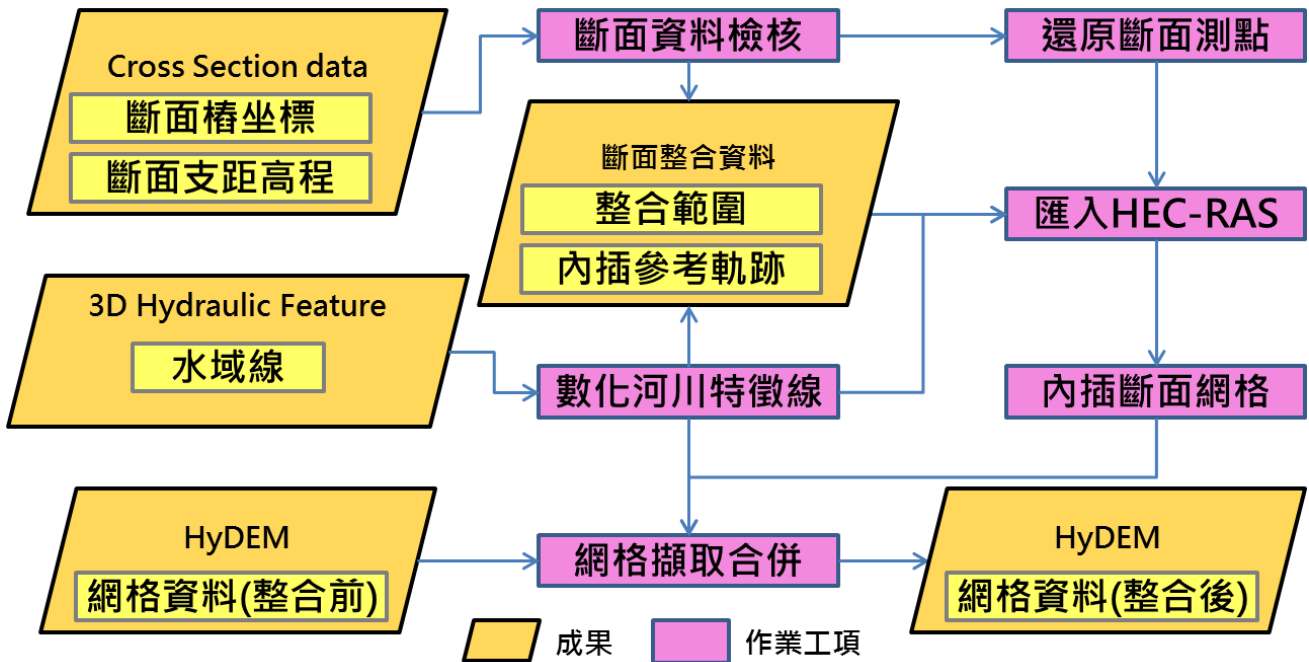 斷面資料檢核
還原斷面測點
Cross Section data
斷面樁坐標
斷面支距高程
斷面整合資料
整合範圍
內插參考軌跡
匯入HEC-RAS
3D Hydraulic Feature
水域線
數化河川特徵線
內插斷面網格
HyDEM
網格資料(整合前)
網格擷取合併
HyDEM
網格資料(整合後)
成果
作業工項